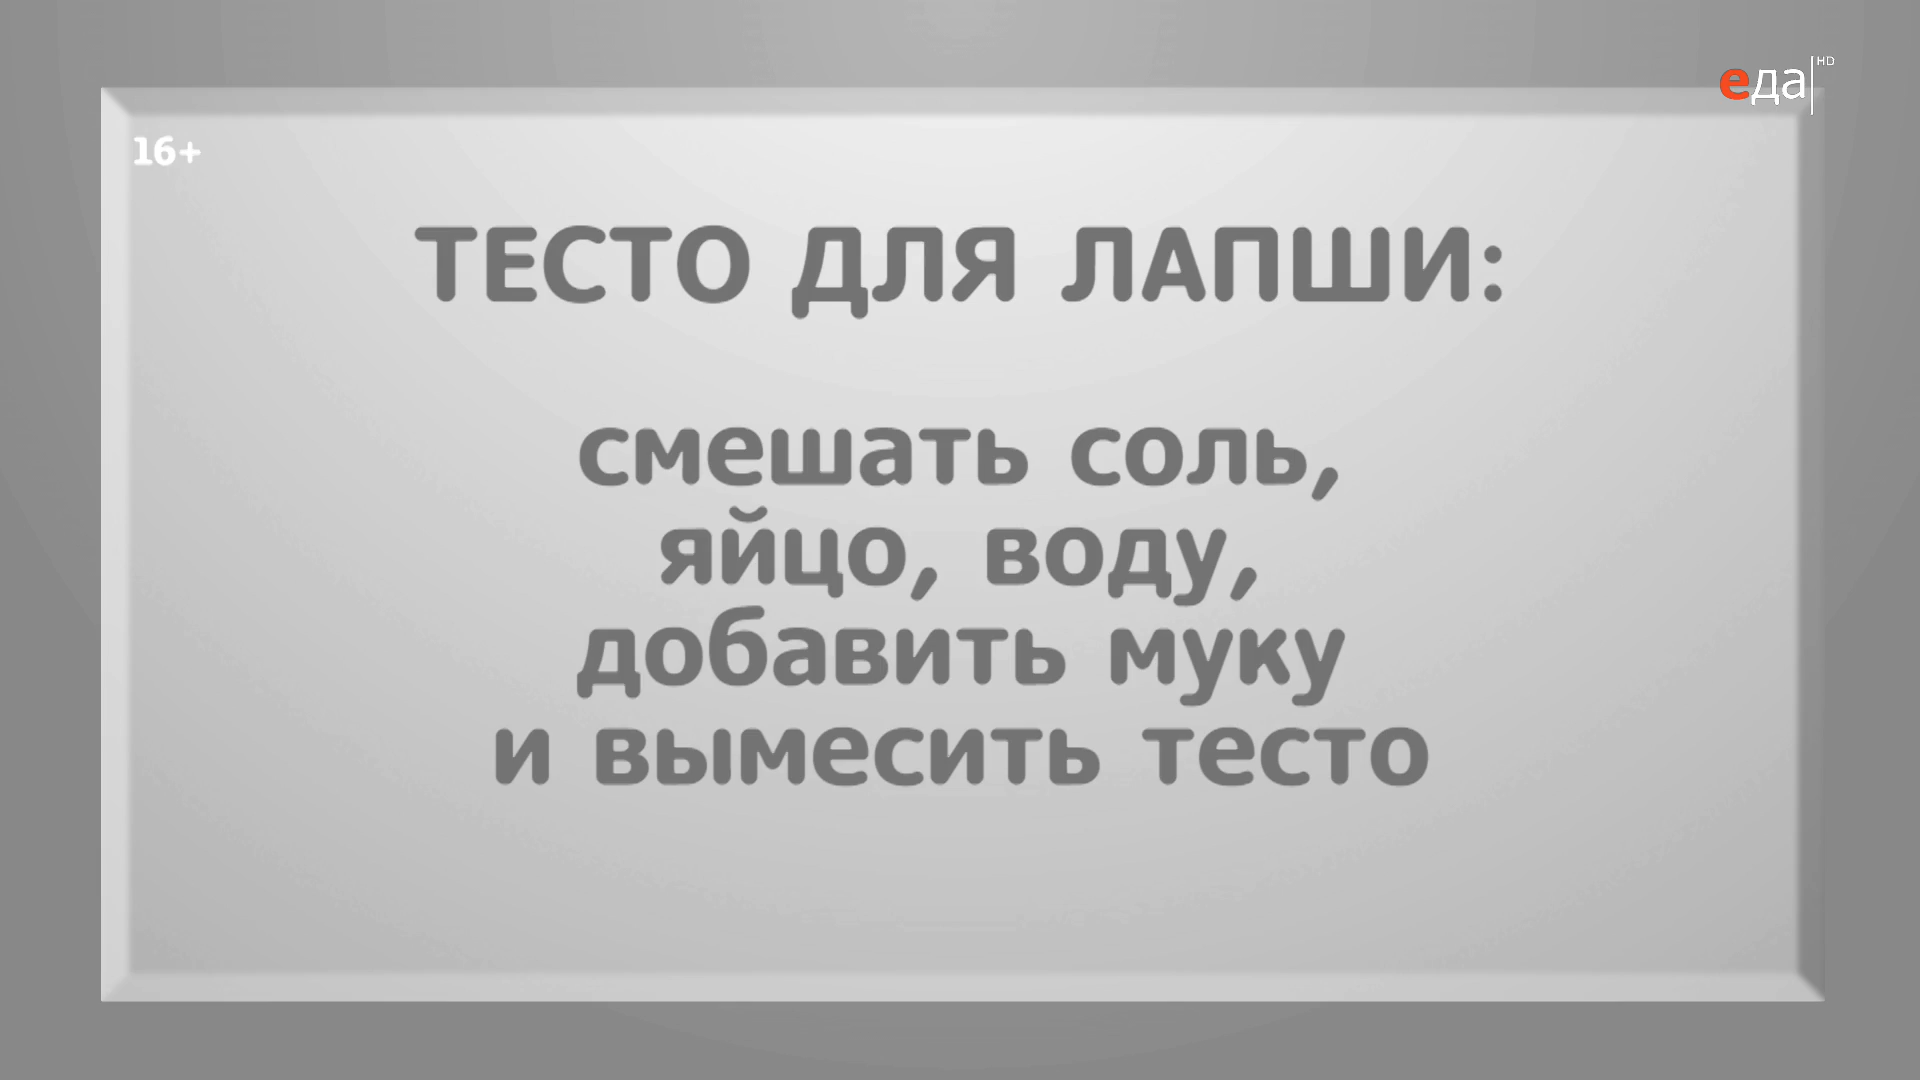 еда HD
16+
ТЕСТО ДЛЯ ЛАПШИ:
смешать соль,
яйцо, воду,
добавить муку
и вымесить тесто